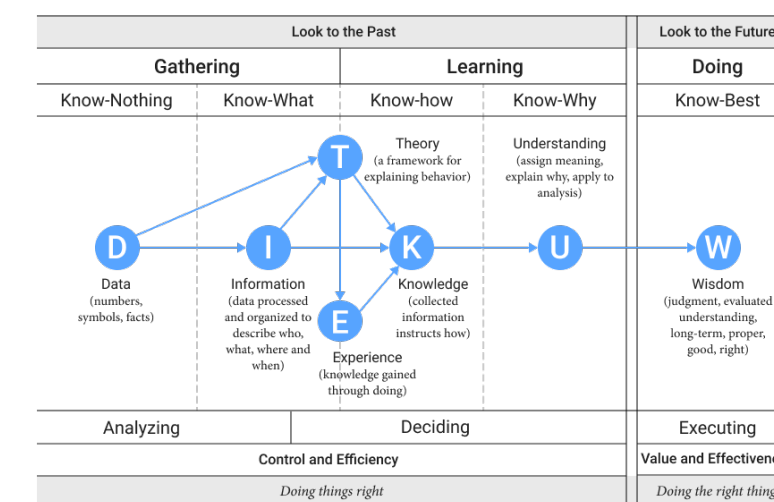 Look to the Past
Look to the Future
Gathering
Learning
Doing
Know-Nothing
Know-What
Know-how
Know-Why
Know-Best
T
Theory
(a framework for
explaining behavior)
Understanding
(assign meaning,
explain why, apply to
analysis)
D
I
K
U
W
Data
(numbers,
symbols, facts)
Information
(data processed
and organized to
describe who,
what, where and
when)
E
Experience
(knowledge gained
through doing)
Knowledge
(collected
information
instructs how)
Wisdom
(judgment, evaluated
understanding,
long-term, proper,
good, right)
Analyzing
Deciding
Executing
Control and Efficiency
Value and Effectiven
Doing things right
Doing the right thing